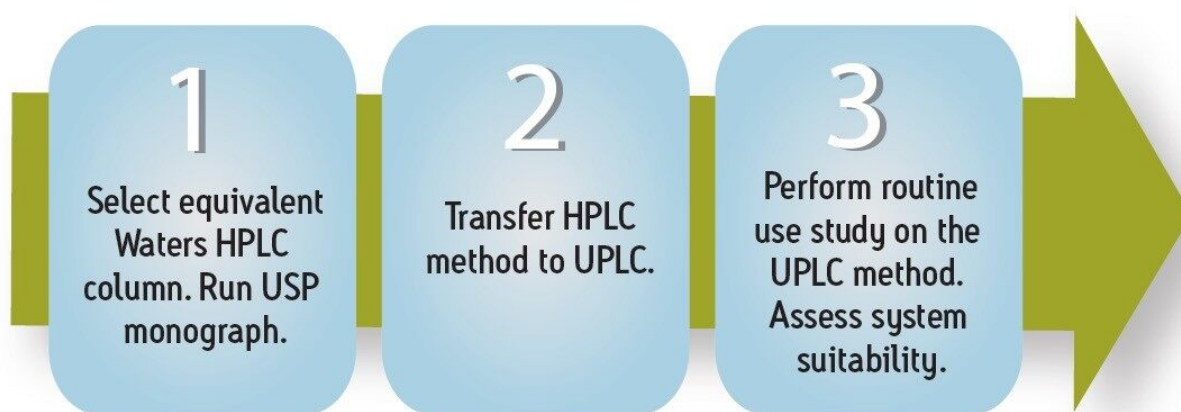 1
Select equivalent
Waters HPLC
column. Run USP
monograph.
2
Transfer HPLC
method to UPLC.
3
Perform routine
use study on the
UPLC method.
Assess system
suitability.